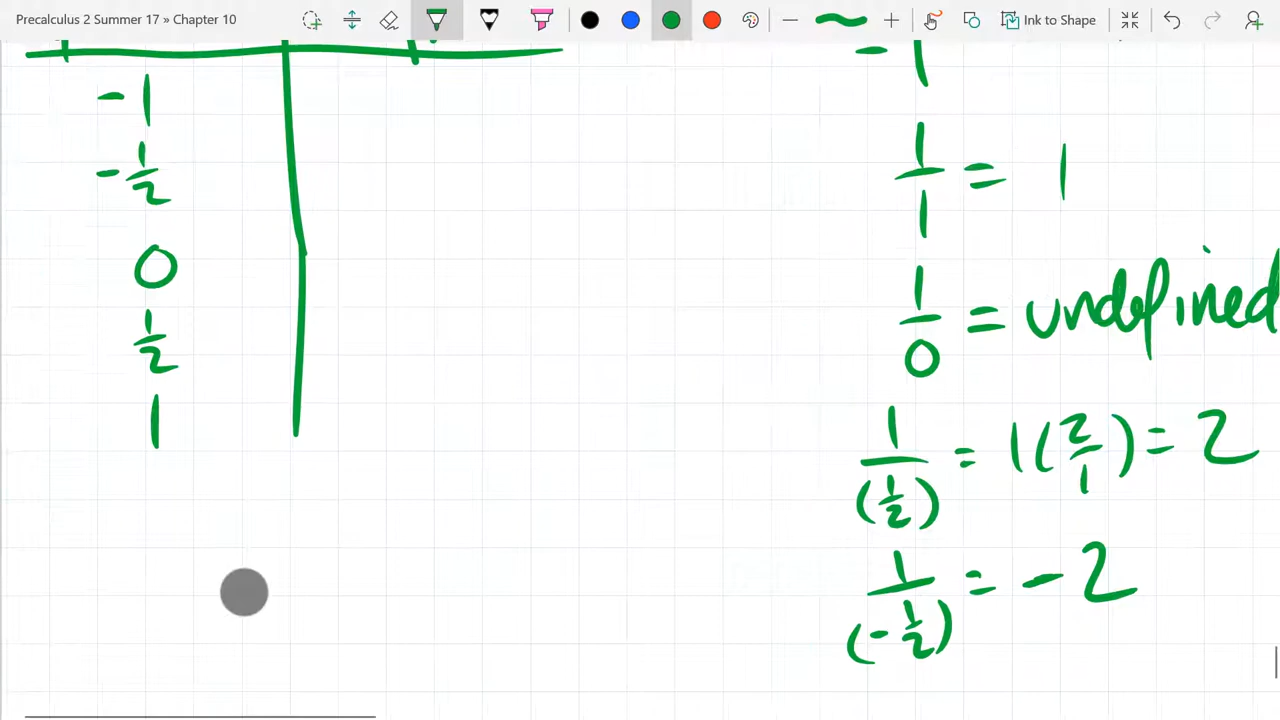 Precalculus 2 Summer 17 » Chapter 10
Ink to Shape
-1
-1/2
0
1/2
1
-1
1/1 = 1
1/0 = undefined
1/(1/2) = 1(2/1) = 2
1/(-1/2) = -2